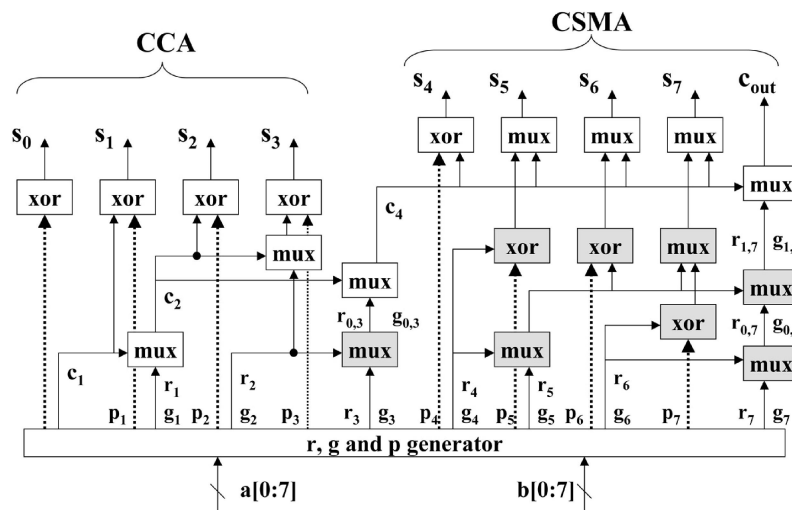 CCA
CSMA
s₄ s₅ s₆ s₇ cₒᵤₜ
s₀ s₁ s₂ s₃
xor mux mux mux
xor xor xor xor
mux
c₄
mux
xor xor mux
r₁,₇ g₁,
c₂
mux
mux
r₀,₃ g₀,₃
xor
r₀,₇ g₀,
mux
mux
mux
mux
c₁ r₁ r₂ r₄ r₅ r₆
p₁ g₁ p₂ g₂ p₃ r₃ g₃ p₄ g₄ p₅ g₅ p₆ g₆ p₇ r₇ g₇
r, g and p generator
a[0:7] b[0:7]